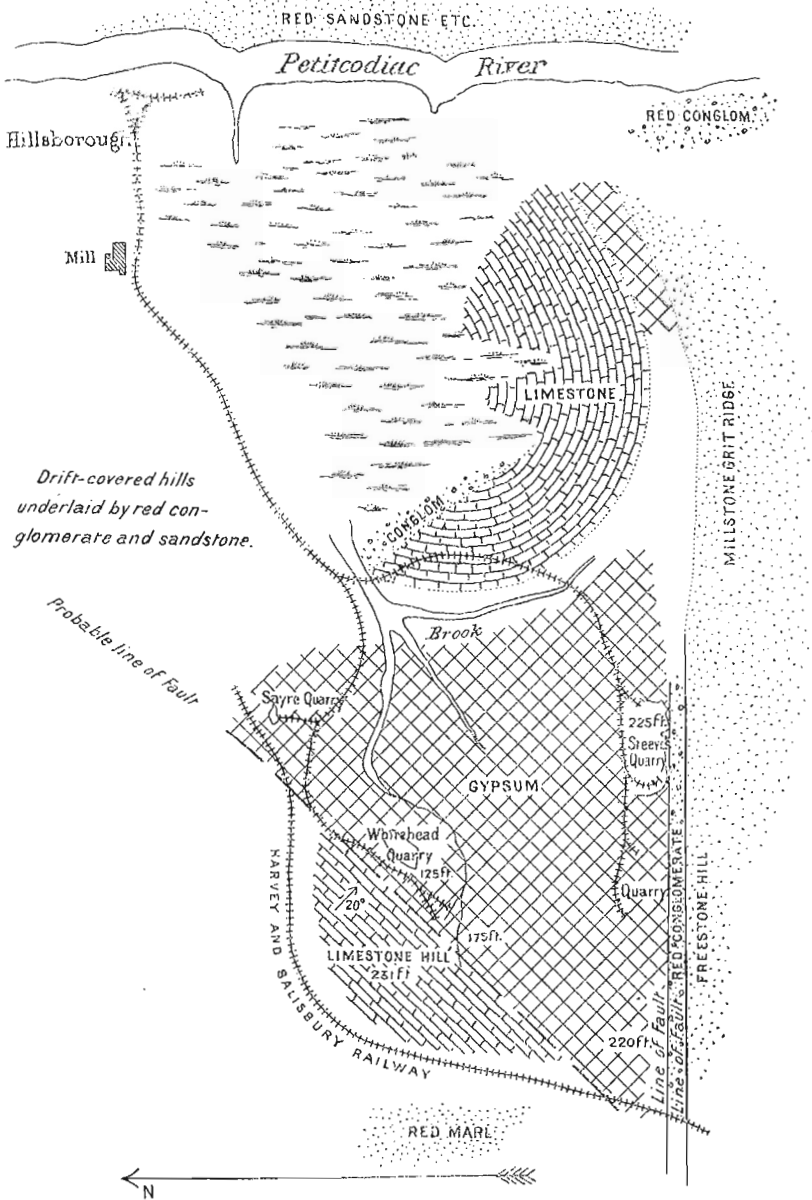 RED SANDSTONE ETC.
Petitcodiac River
RED CONGLOM.
Hillsborough
Mill
LIMESTONE
MILLSTONE GRIT RIDGE
Drift-covered hills
underlaid by red con-
glomerate and sandstone.
CONGLOM
Probable line of Fault
Brook
Sayre Quarry
225ft.
Steeves
Quarry
GYPSUM
Whitehead
Quarry
125ft.
20°
Quarry
RED CONGLOMERATE
FREESTONE HILL
175ft.
LIMESTONE HILL
231ft
HARVEY AND SALISBURY RAILWAY
220ft.
Line of Fault
Line of Fault
RED MARL
N